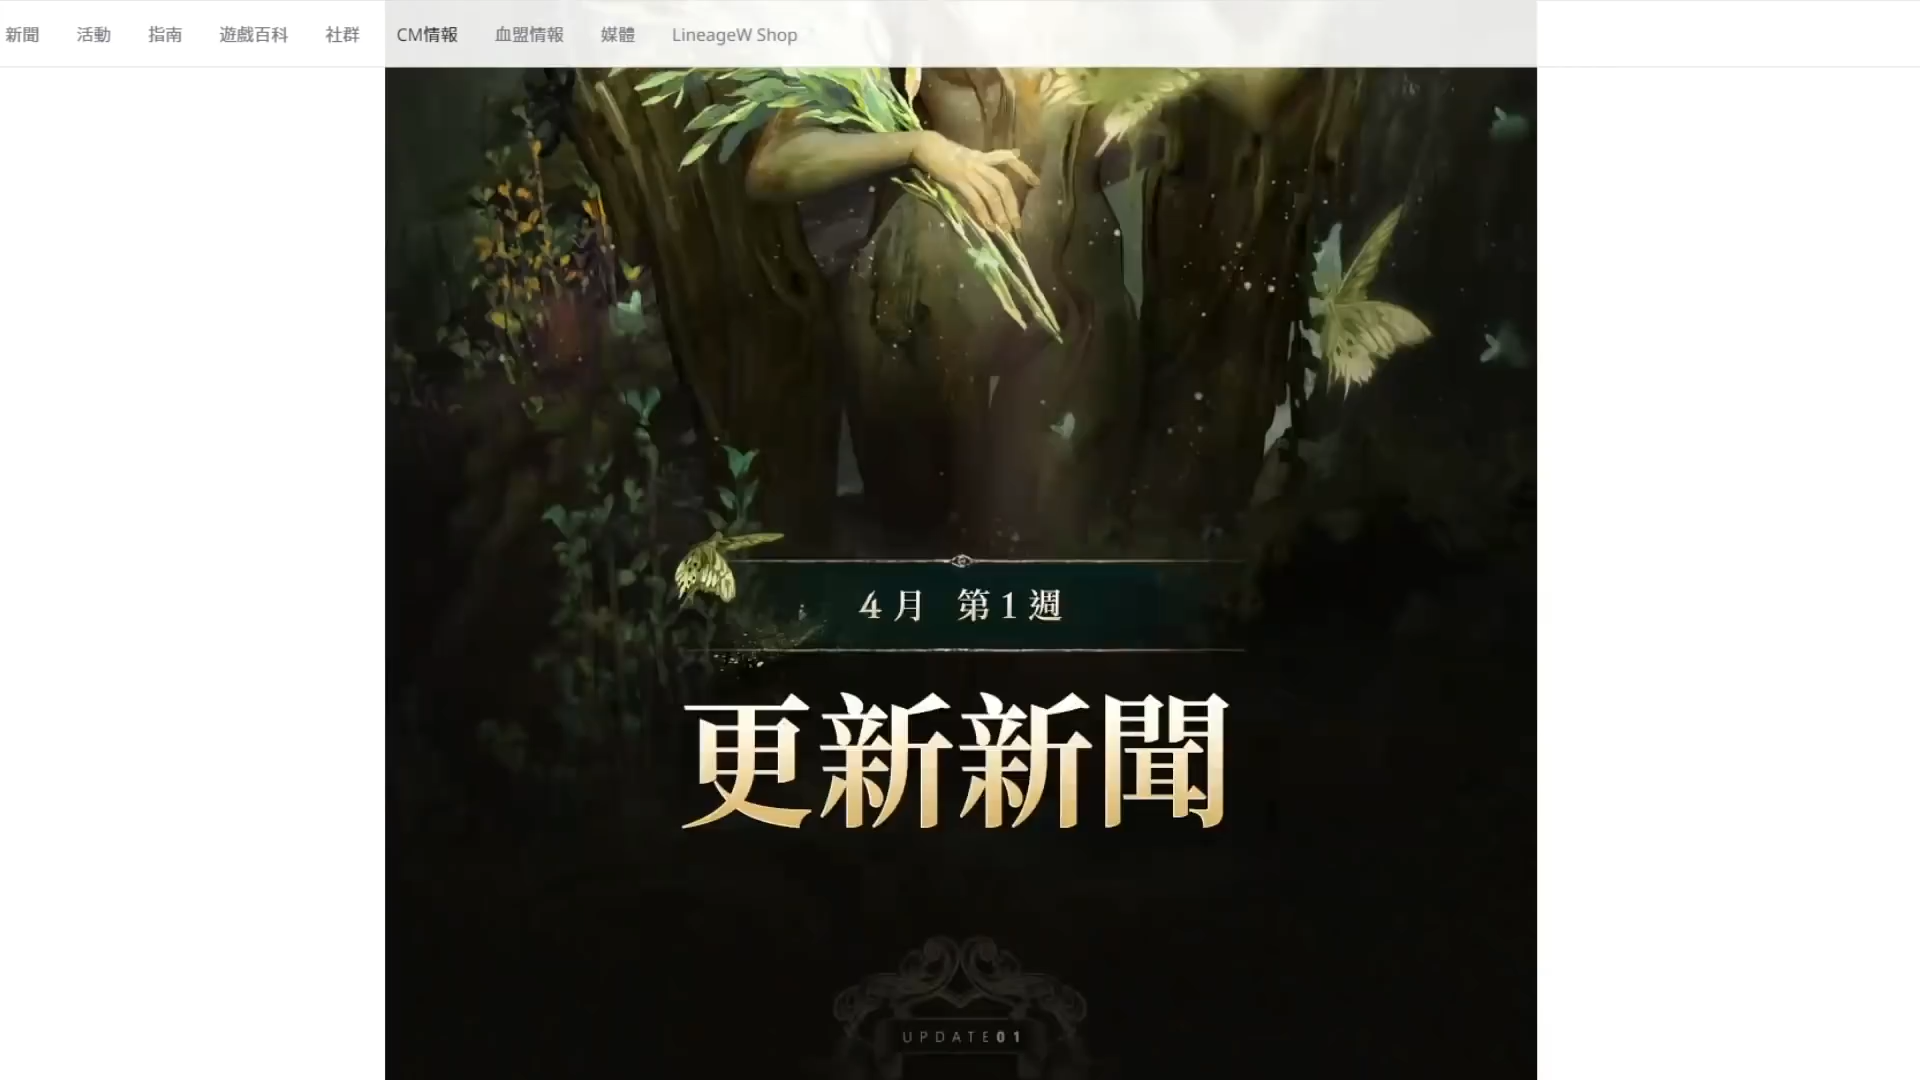 新聞 活動 指南 遊戲百科 社群 CM情報 血盟情報 媒體 LineageW Shop
4月 第1週
更新新聞
UPDATE01